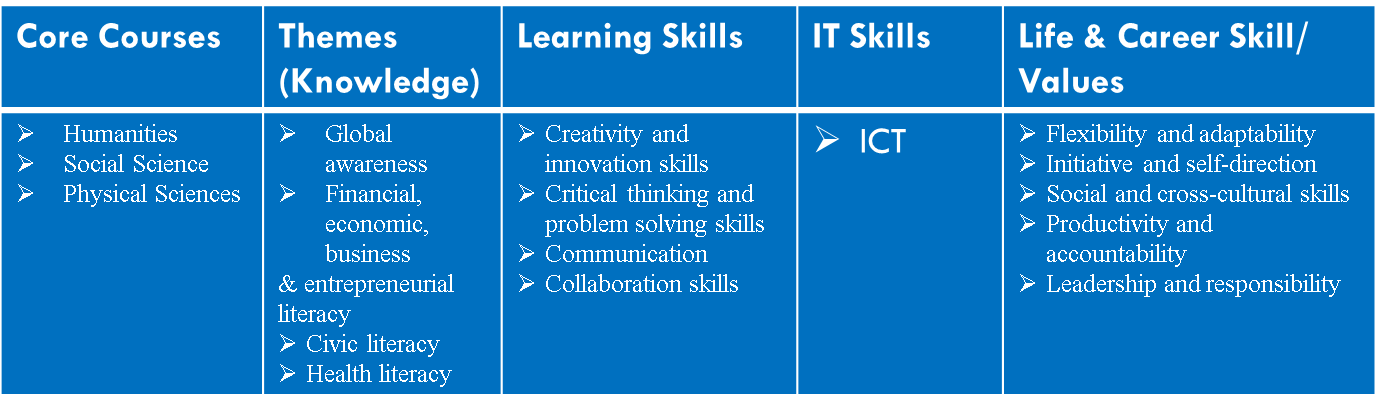 Core Courses
Themes
(Knowledge)
Learning Skills
IT Skills
Life & Career Skill/
Values
➢ Humanities
➢ Social Science
➢ Physical Sciences
➢ Global
awareness
➢ Financial,
economic,
business
& entrepreneurial
literacy
➢ Civic literacy
➢ Health literacy
➢ Creativity and
innovation skills
➢ Critical thinking and
problem solving skills
➢ Communication
➢ Collaboration skills
➢ ICT
➢ Flexibility and adaptability
➢ Initiative and self-direction
➢ Social and cross-cultural skills
➢ Productivity and
accountability
➢ Leadership and responsibility